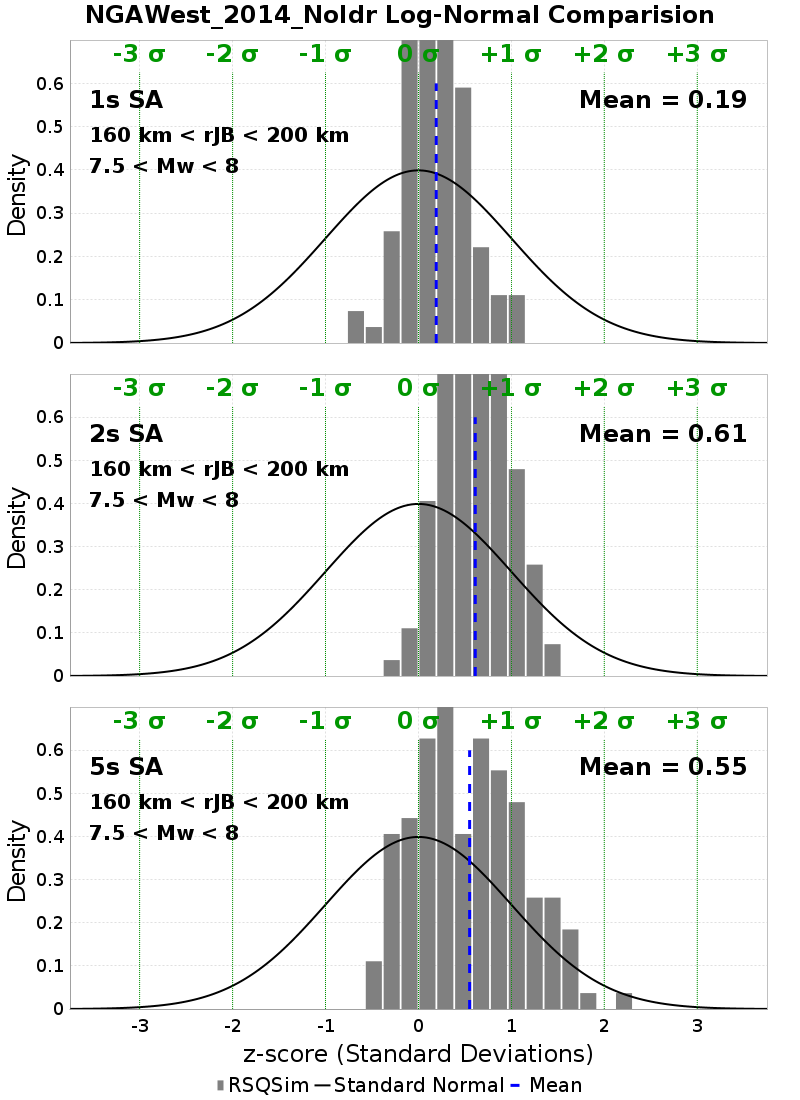 NGAWest_2014_NoIdr Log-Normal Comparision
-3 σ -2 σ -1 σ 0 σ +1 σ +2 σ +3 σ
1s SA Mean = 0.19
160 km < rJB < 200 km
7.5 < Mw < 8
Density
0.6
0.5
0.4
0.3
0.2
0.1
0
-3 σ -2 σ -1 σ 0 σ +1 σ +2 σ +3 σ
2s SA Mean = 0.61
160 km < rJB < 200 km
7.5 < Mw < 8
Density
0.6
0.5
0.4
0.3
0.2
0.1
0
-3 σ -2 σ -1 σ 0 σ +1 σ +2 σ +3 σ
5s SA Mean = 0.55
160 km < rJB < 200 km
7.5 < Mw < 8
Density
0.6
0.5
0.4
0.3
0.2
0.1
0
-3 -2 -1 0 1 2 3
z-score (Standard Deviations)
RSQSim Standard Normal Mean